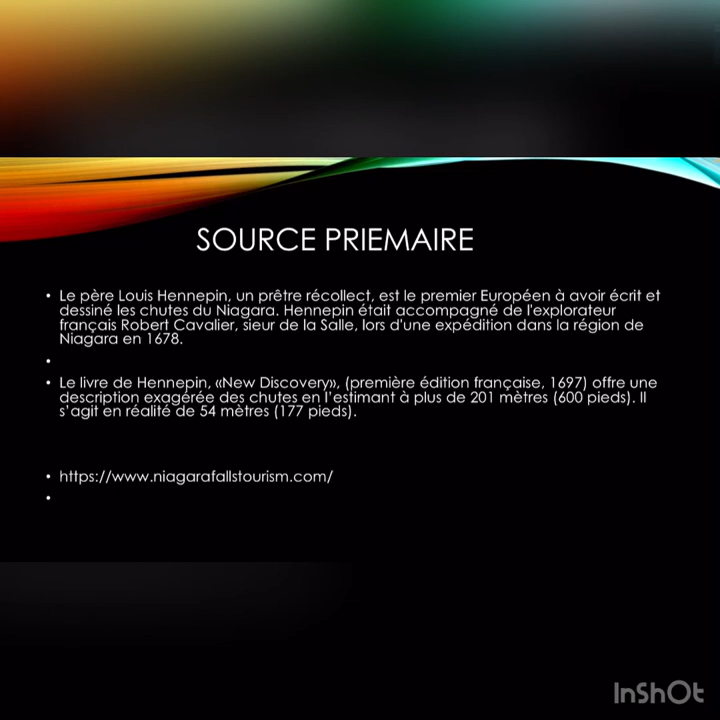 SOURCE PRIEMAIRE
• Le père Louis Hennepin, un prêtre récollect, est le premier Européen à avoir écrit et
dessiné les chutes du Niagara. Hennepin était accompagné de l'explorateur
français Robert Cavalier, sieur de la Salle, lors d'une expédition dans la région de
Niagara en 1678.
•
• Le livre de Hennepin, «New Discovery», (première édition française, 1697) offre une
description exagérée des chutes en l'estimant à plus de 201 mètres (600 pieds). Il
s'agit en réalité de 54 mètres (177 pieds).
• https://www.niagarafallstourism.com/
•
InShOt